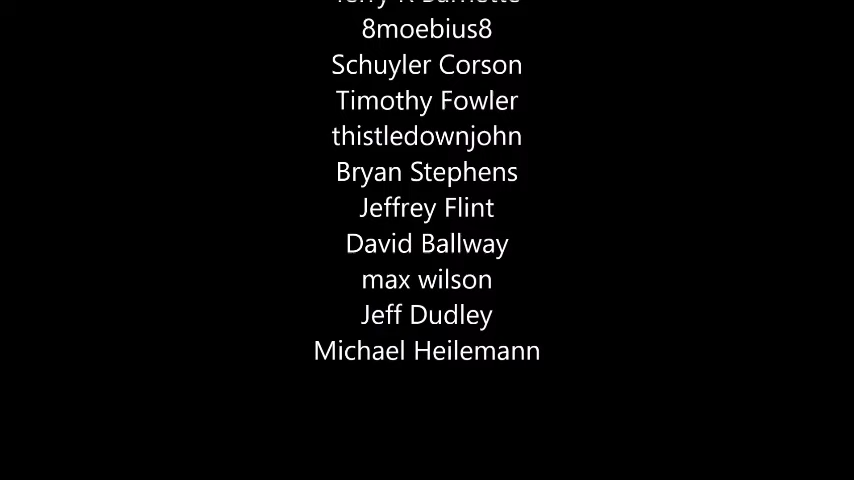 8moebius8
Schuyler Corson
Timothy Fowler
thistledownjohn
Bryan Stephens
Jeffrey Flint
David Ballway
max wilson
Jeff Dudley
Michael Heilemann